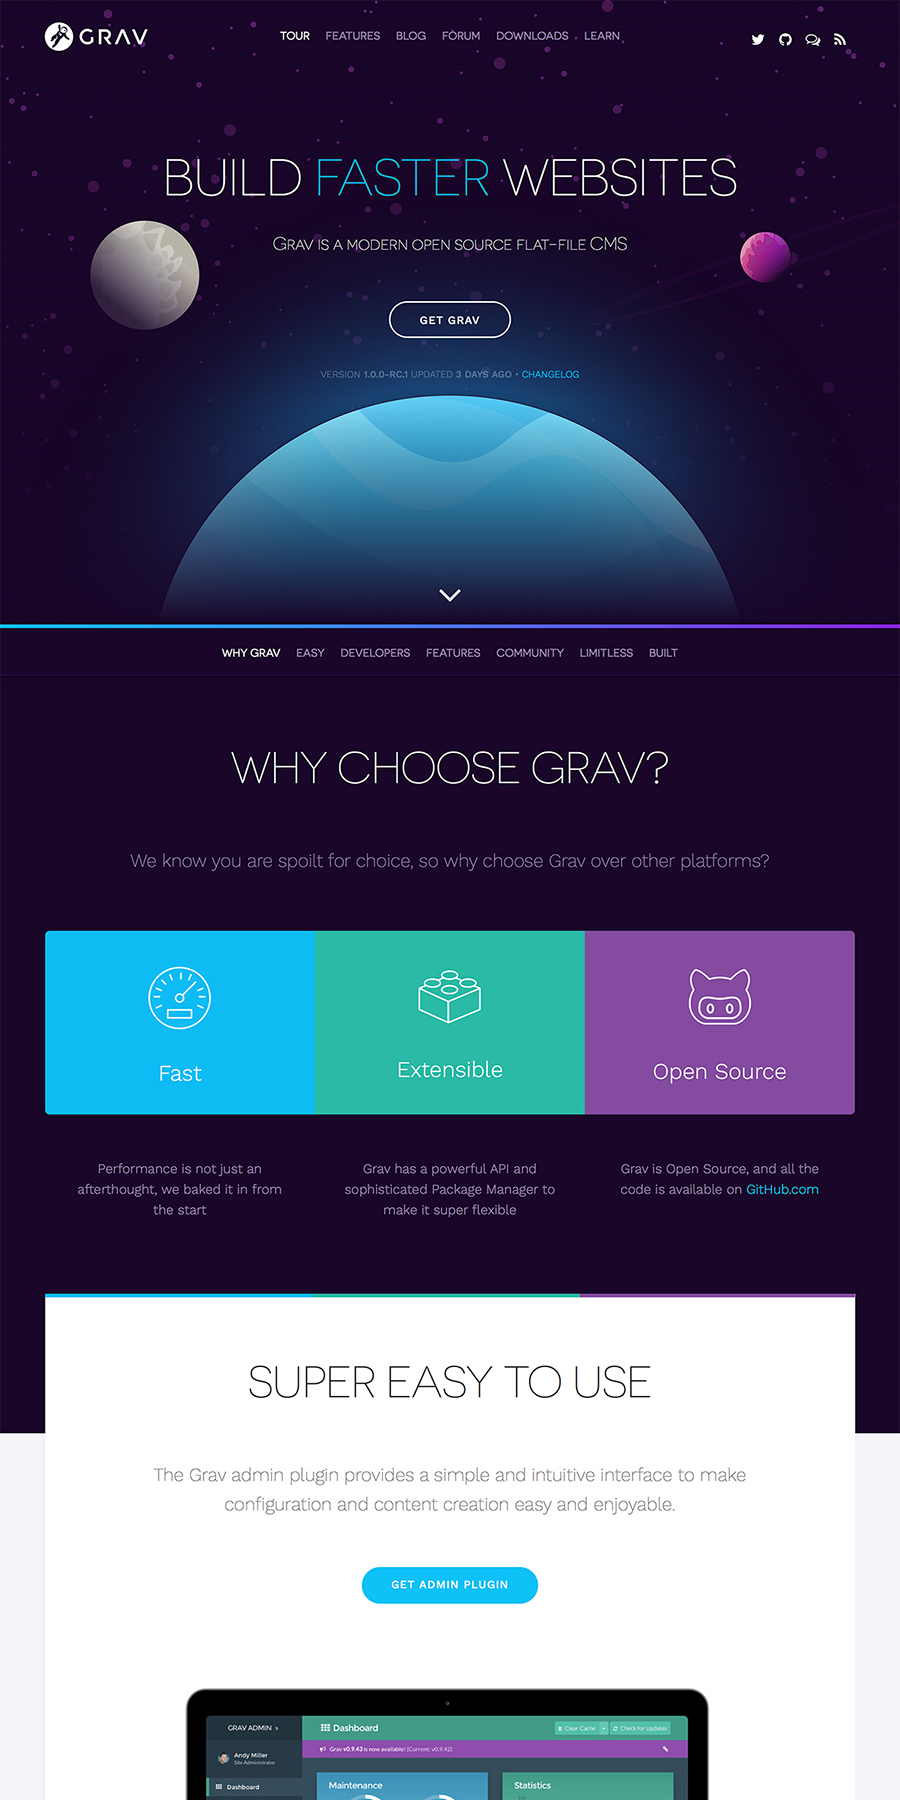 GRAV
TOUR FEATURES BLOG FORUM DOWNLOADS LEARN
BUILD FASTER WEBSITES
GRAV IS A MODERN OPEN SOURCE FLAT-FILE CMS
GET GRAV
VERSION 1.0.0-RC.1 UPDATED 3 DAYS AGO • CHANGELOG
WHY GRAV EASY DEVELOPERS FEATURES COMMUNITY LIMITLESS BUILT
WHY CHOOSE GRAV?
We know you are spoilt for choice, so why choose Grav over other platforms?
Fast
Extensible
Open Source
Performance is not just an
afterthought, we baked it in from
the start
Grav has a powerful API and
sophisticated Package Manager to
make it super flexible
Grav is Open Source, and all the
code is available on GitHub.com
SUPER EASY TO USE
The Grav admin plugin provides a simple and intuitive interface to make
configuration and content creation easy and enjoyable.
GET ADMIN PLUGIN
GRAV ADMIN »
Dashboard
Clear Cache
Check for Updates
Grav v0.9.43 is now available! (Current: v0.9.42)
Andy Miller
Site Administrator
Dashboard
Maintenance
Statistics